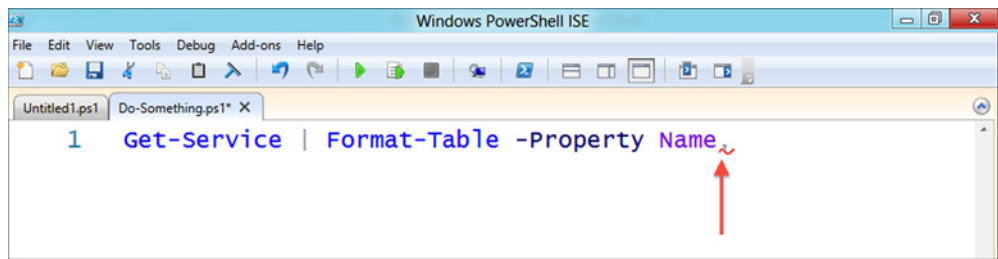 Windows PowerShell ISE
File Edit View Tools Debug Add-ons Help
Untitled1.ps1 Do-Something.ps1* X
1 Get-Service | Format-Table -Property Name,